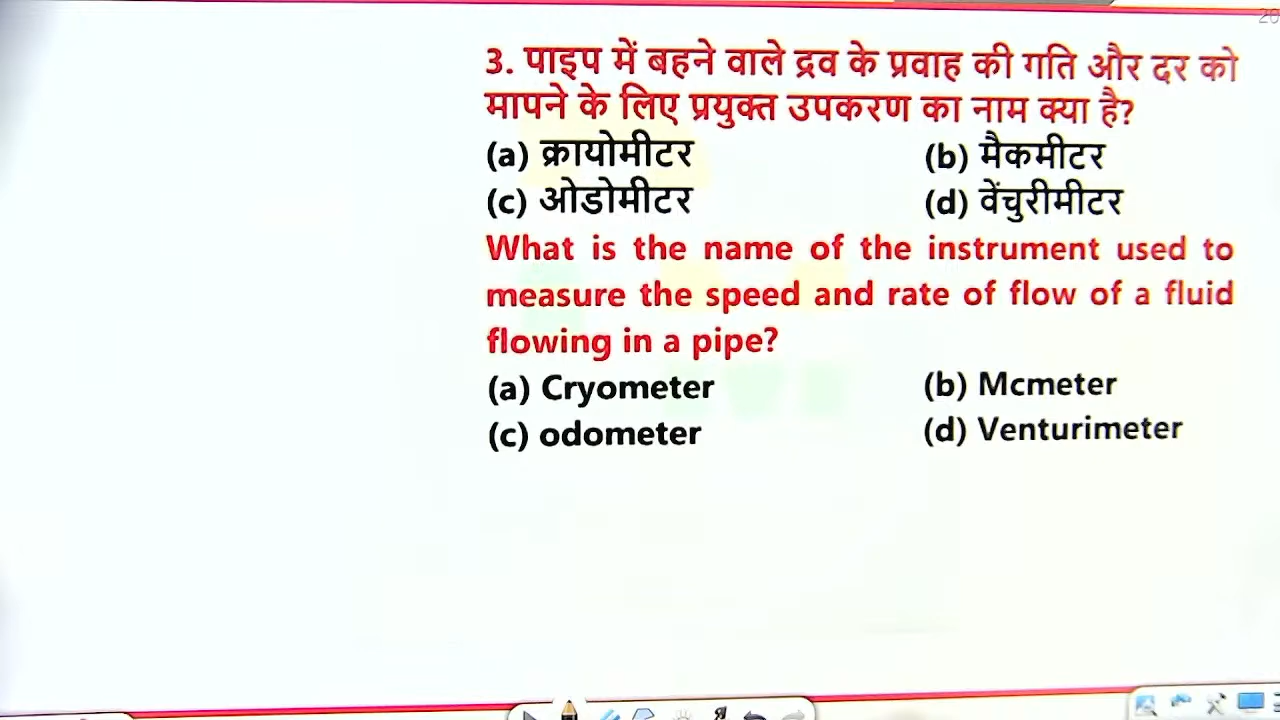 3. पाइप में बहने वाले द्रव के प्रवाह की गति और दर को
मापने के लिए प्रयुक्त उपकरण का नाम क्या है?
(a) क्रायोमीटर (b) मैकमीटर
(c) ओडोमीटर (d) वेंचुरीमीटर
What is the name of the instrument used to
measure the speed and rate of flow of a fluid
flowing in a pipe?
(a) Cryometer (b) Mcmeter
(c) odometer (d) Venturimeter